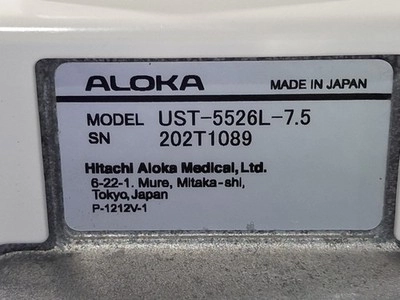 ALOKA MADE IN JAPAN
MODEL UST-5526L-7.5
SN 202T1089
Hitachi Aloka Medical,Ltd.
6-22-1. Mure, Mitaka-shi,
Tokyo,Japan
P-1212V-1